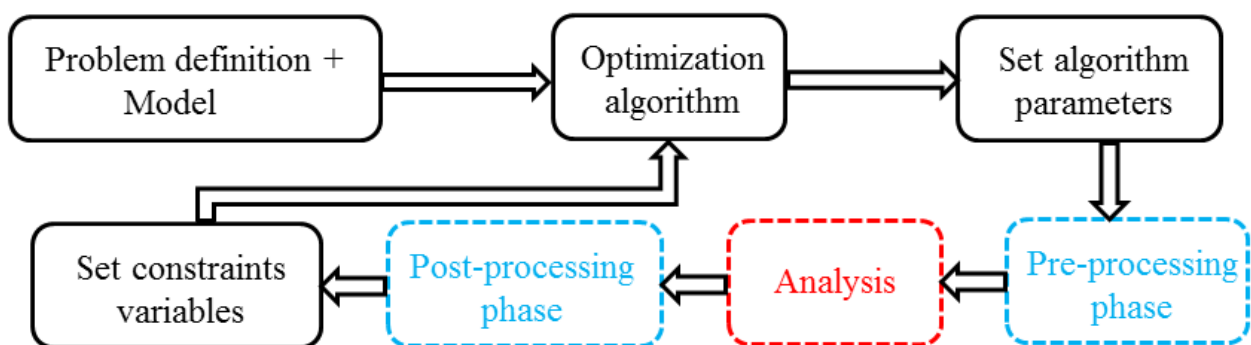 Problem definition +
Model
Optimization
algorithm
Set algorithm
parameters
Set constraints
variables
Post-processing
phase
Analysis
Pre-processing
phase